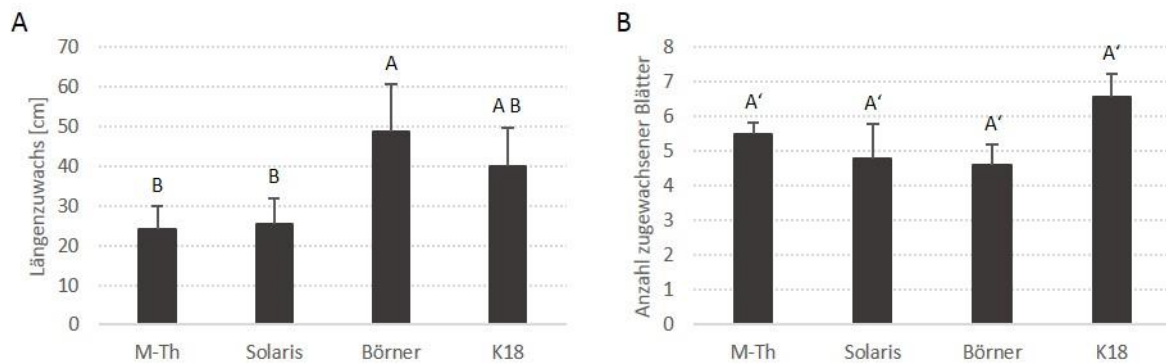 A
Längenzuwachs [cm]
70
60
50
40
30
20
10
0
B
B
A
A B
M-Th Solaris Börner K18
B
Anzahl zugewachsener Blätter
8
7
6
5
4
3
2
1
0
A‘
A‘
A‘
A‘
M-Th Solaris Börner K18